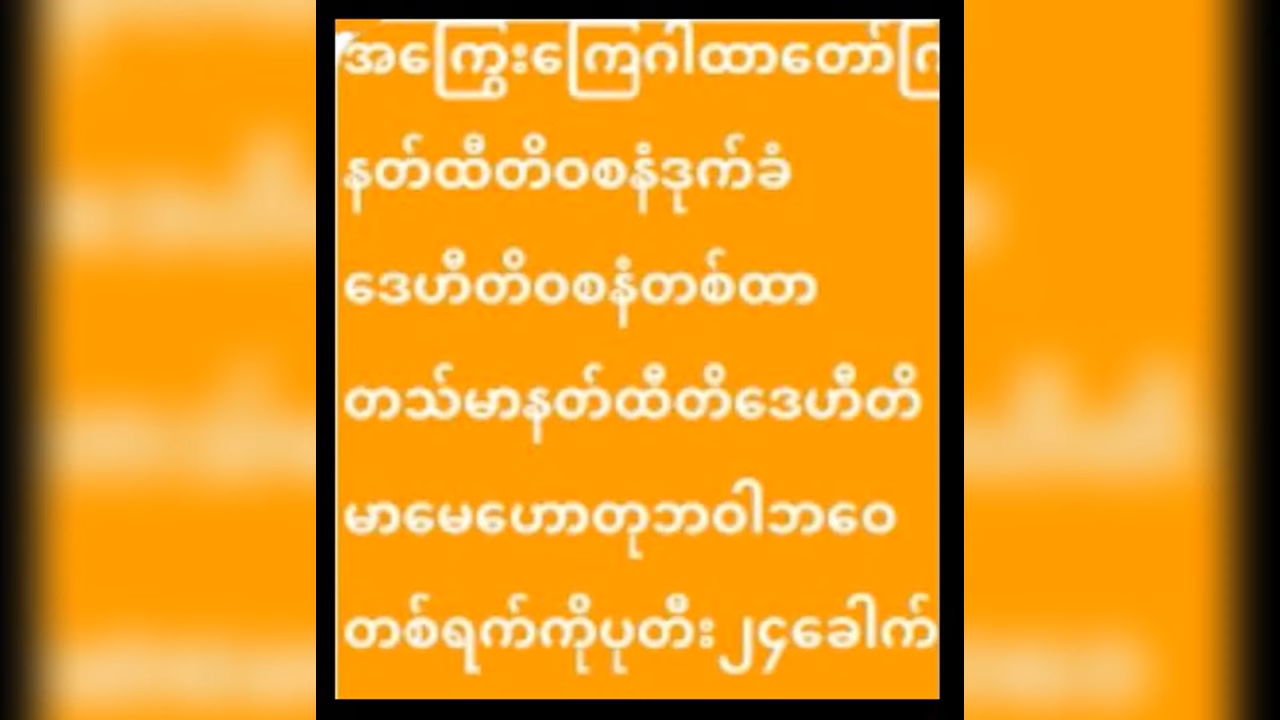 အကြွေးကြေဂါထာတော်ကြ
နတ်ထီတိဝစနံဒုက်ခံ
ဒေဟီတိဝစနံတစ်ထာ
တသ်မာနတ်ထီတိဒေဟီတိ
မာမေဟောတုဘဝါဘဝေ
တစ်ရက်ကိုပုတီး၂၄ခေါက်